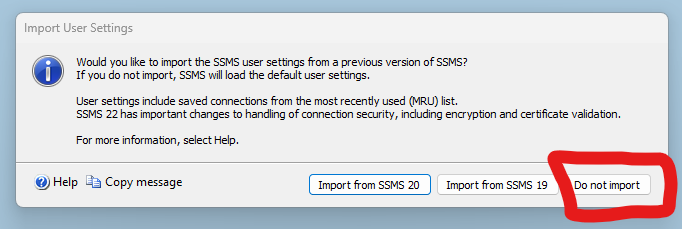 Import User Settings
Would you like to import the SSMS user settings from a previous version of SSMS?
If you do not import, SSMS will load the default user settings.
User settings include saved connections from the most recently used (MRU) list.
SSMS 22 has important changes to handling of connection security, including encryption and certificate validation.
For more information, select Help.
Help Copy message Import from SSMS 20 Import from SSMS 19 Do not import